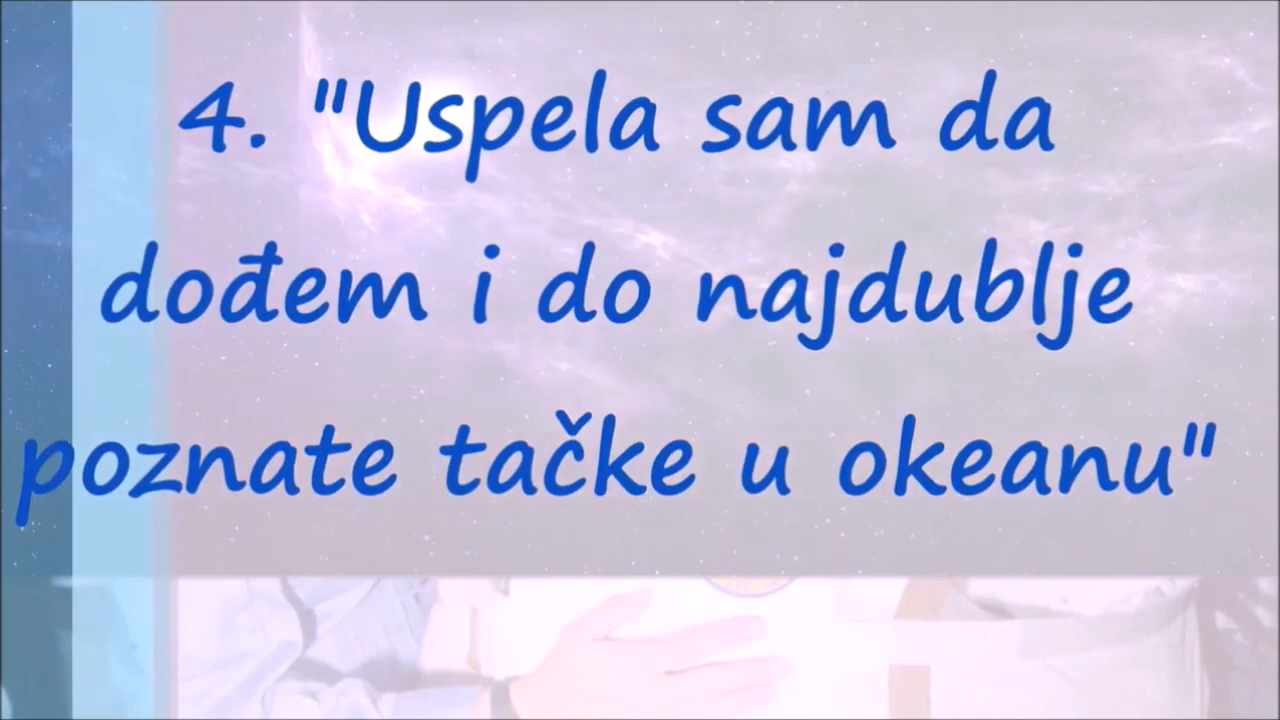 4. "Uspela sam da
dođem i do najdublje
poznate tačke u okeanu"